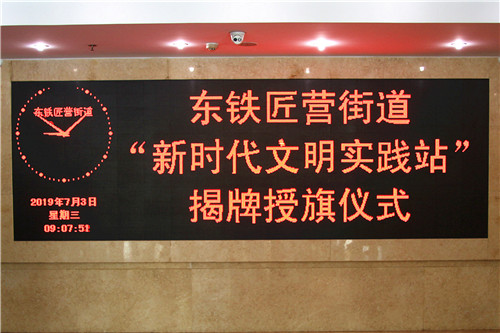 东铁匠营街道
2019年7月3日
星期三
09:07:51
东铁匠营街道
“新时代文明实践站”
揭牌授旗仪式